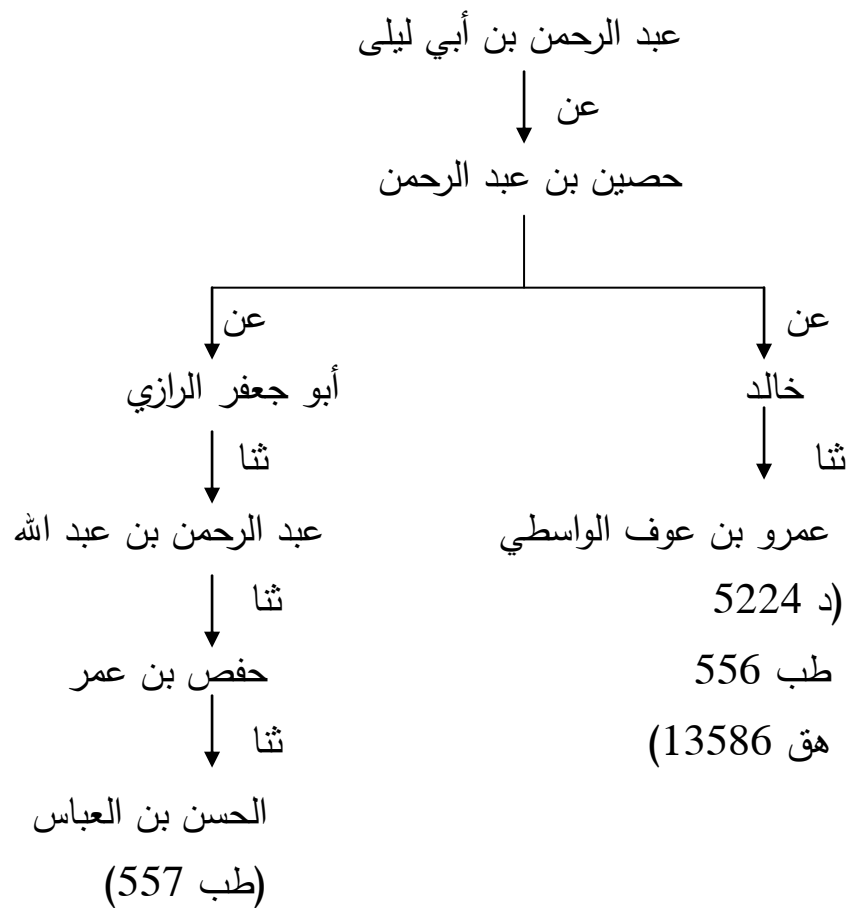 عبد الرحمن بن أبي ليلى
عن
حصين بن عبد الرحمن
عن
عن
خالد
أبو جعفر الرازي
ثنا
ثنا
عمرو بن عوف الواسطي
عبد الرحمن بن عبد الله
(د 5224
ثنا
طب 556
حفص بن عمر
هق 13586)
ثنا
الحسن بن العباس
(طب 557)